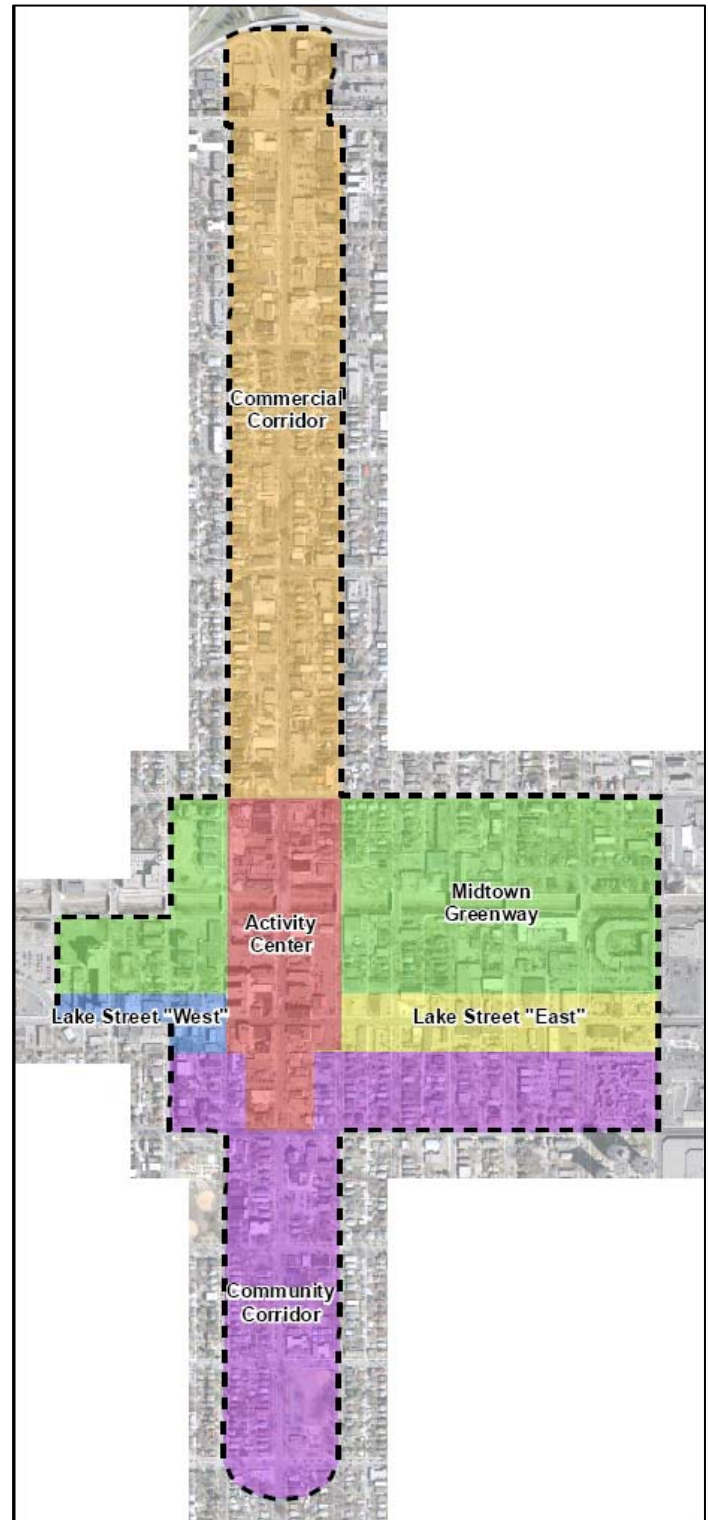 Commercial
Corridor
Midtown
Greenway
Activity
Center
Lake Street "West"
Lake Street "East"
Community
Corridor